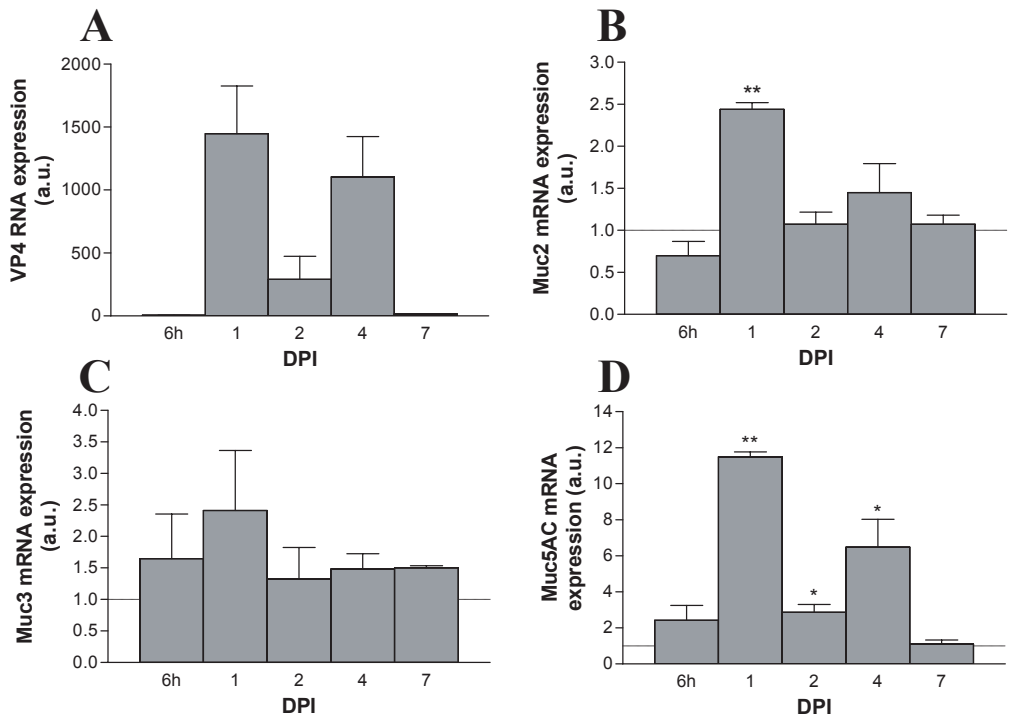 A
VP4 RNA expression
(a.u.)
2000
1500
1000
500
0
6h 1 2 4 7
DPI
B
Muc2 mRNA expression
(a.u.)
3.0
2.5
2.0
1.5
1.0
0.5
0.0
**
6h 1 2 4 7
DPI
C
Muc3 mRNA expression
(a.u.)
4.0
3.5
3.0
2.5
2.0
1.5
1.0
0.5
0.0
6h 1 2 4 7
DPI
D
Muc5AC mRNA
expression (a.u.)
14
12
10
8
6
4
2
0
**
*
*
6h 1 2 4 7
DPI